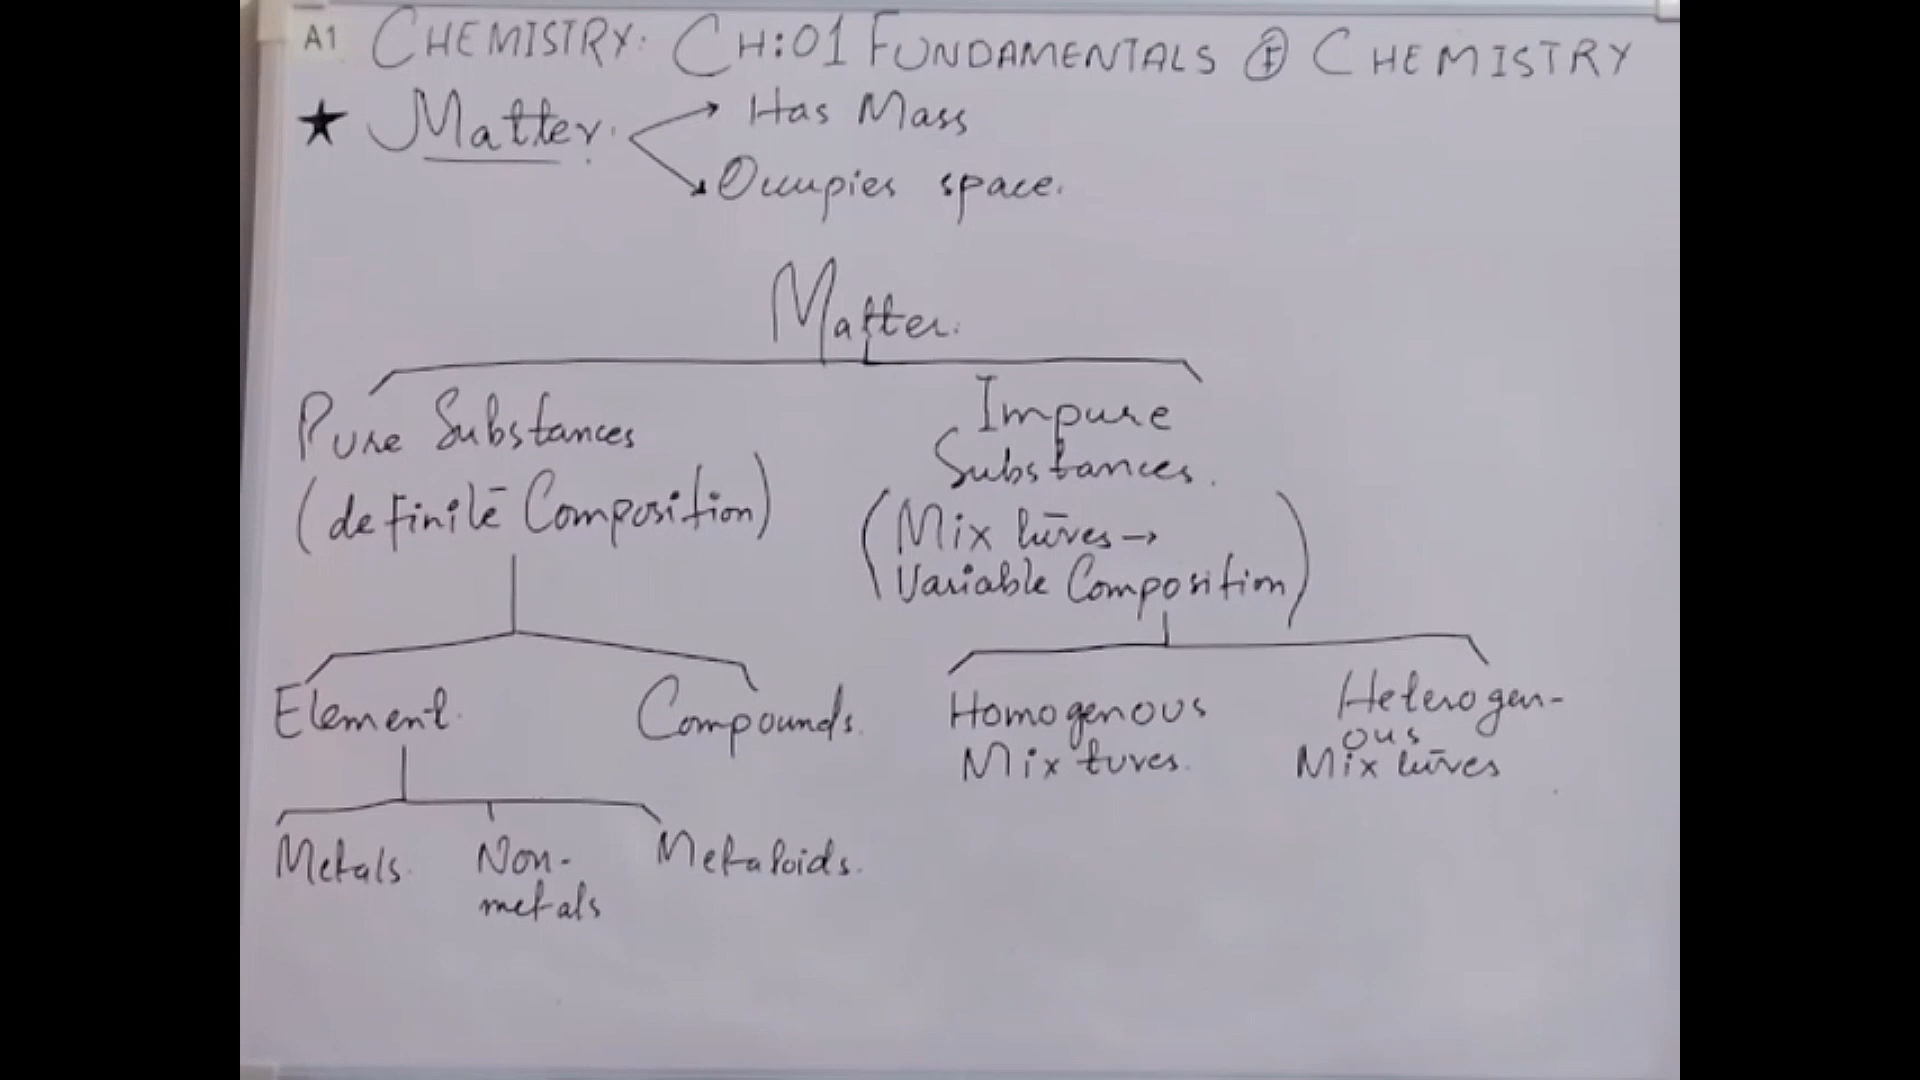 A1 CHEMISTRY: CH:01 FUNDAMENTALS OF CHEMISTRY
★ Matter: Has Mass
Occupies space.
Matter.
Pure Substances
(definite Composition)
Impure
Substances.
(Mixtures →
Variable Composition)
Element.
Compounds.
Homogenous
Mixtures.
Heterogen-
ous
Mixtures
Metals.
Non-
metals
Metaloids.